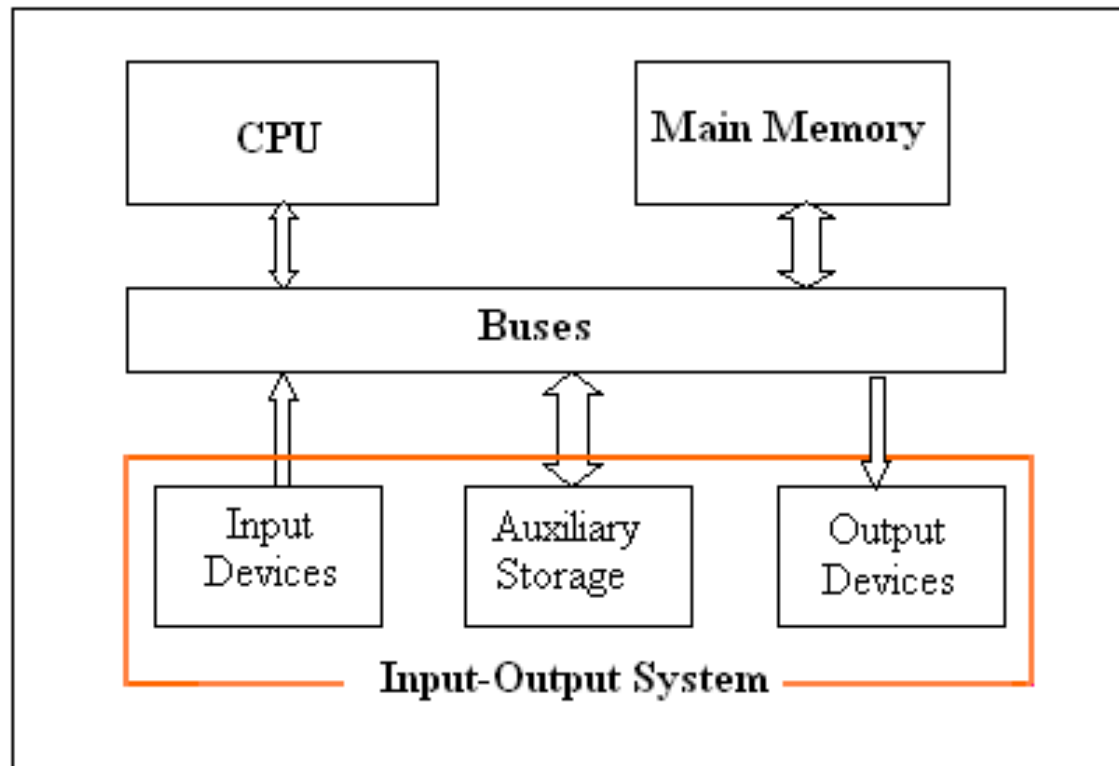 CPU
Main Memory
Buses
Input
Devices
Auxiliary
Storage
Output
Devices
Input-Output System